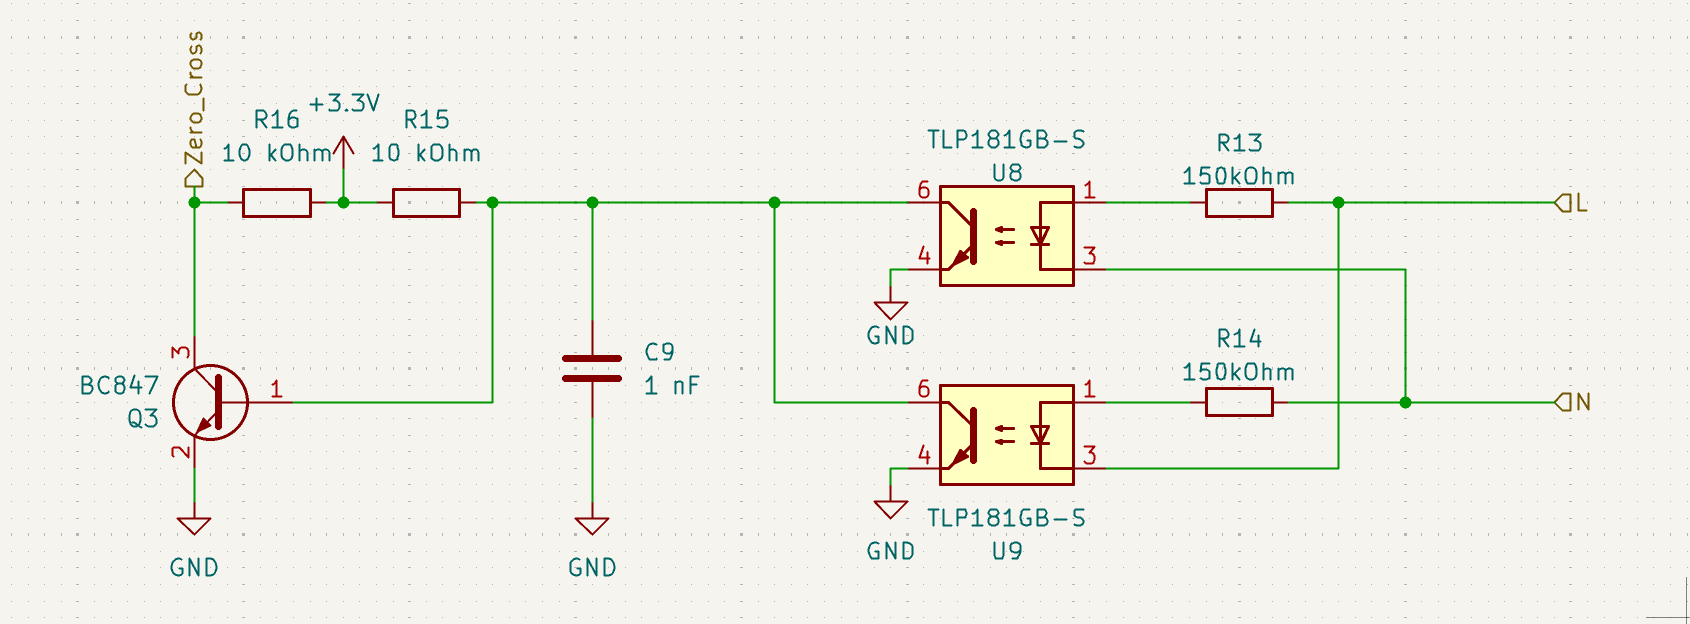 Zero_Cross
R16
+3.3V
R15
10 kOhm
10 kOhm
TLP181GB-S
U8
R13
150kOhm
6
1
L
4
3
GND
R14
150kOhm
3
BC847
Q3
1
2
C9
1 nF
6
1
N
4
3
TLP181GB-S
U9
GND
GND
GND